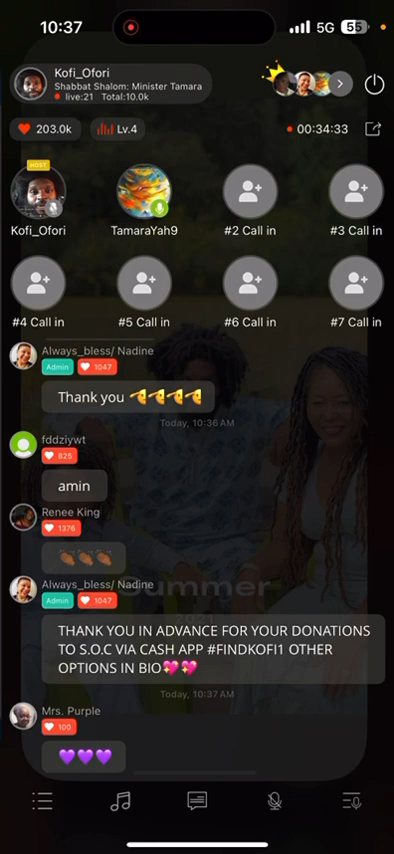 10:37
5G
55
Kofi_Ofori
Shabbat Shalom: Minister Tamara
live:21 Total:10.0k
203.0k
Lv.4
00:34:33
HOST
Kofi_Ofori
TamaraYah9
#2 Call in
#3 Call in
#4 Call in
#5 Call in
#6 Call in
#7 Call in
Always_bless/ Nadine
Admin
1047
Thank you 🫡🫡🫡🫡
Today, 10:36 AM
fddziywt
825
amin
Renee King
1376
👏🏾👏🏾👏🏾
Always_bless/ Nadine
Admin
1047
THANK YOU IN ADVANCE FOR YOUR DONATIONS
TO S.O.C VIA CASH APP #FINDKOFI1 OTHER
OPTIONS IN BIO💖💖
Summer
Today, 10:37 AM
Mrs. Purple
100
💜💜💜